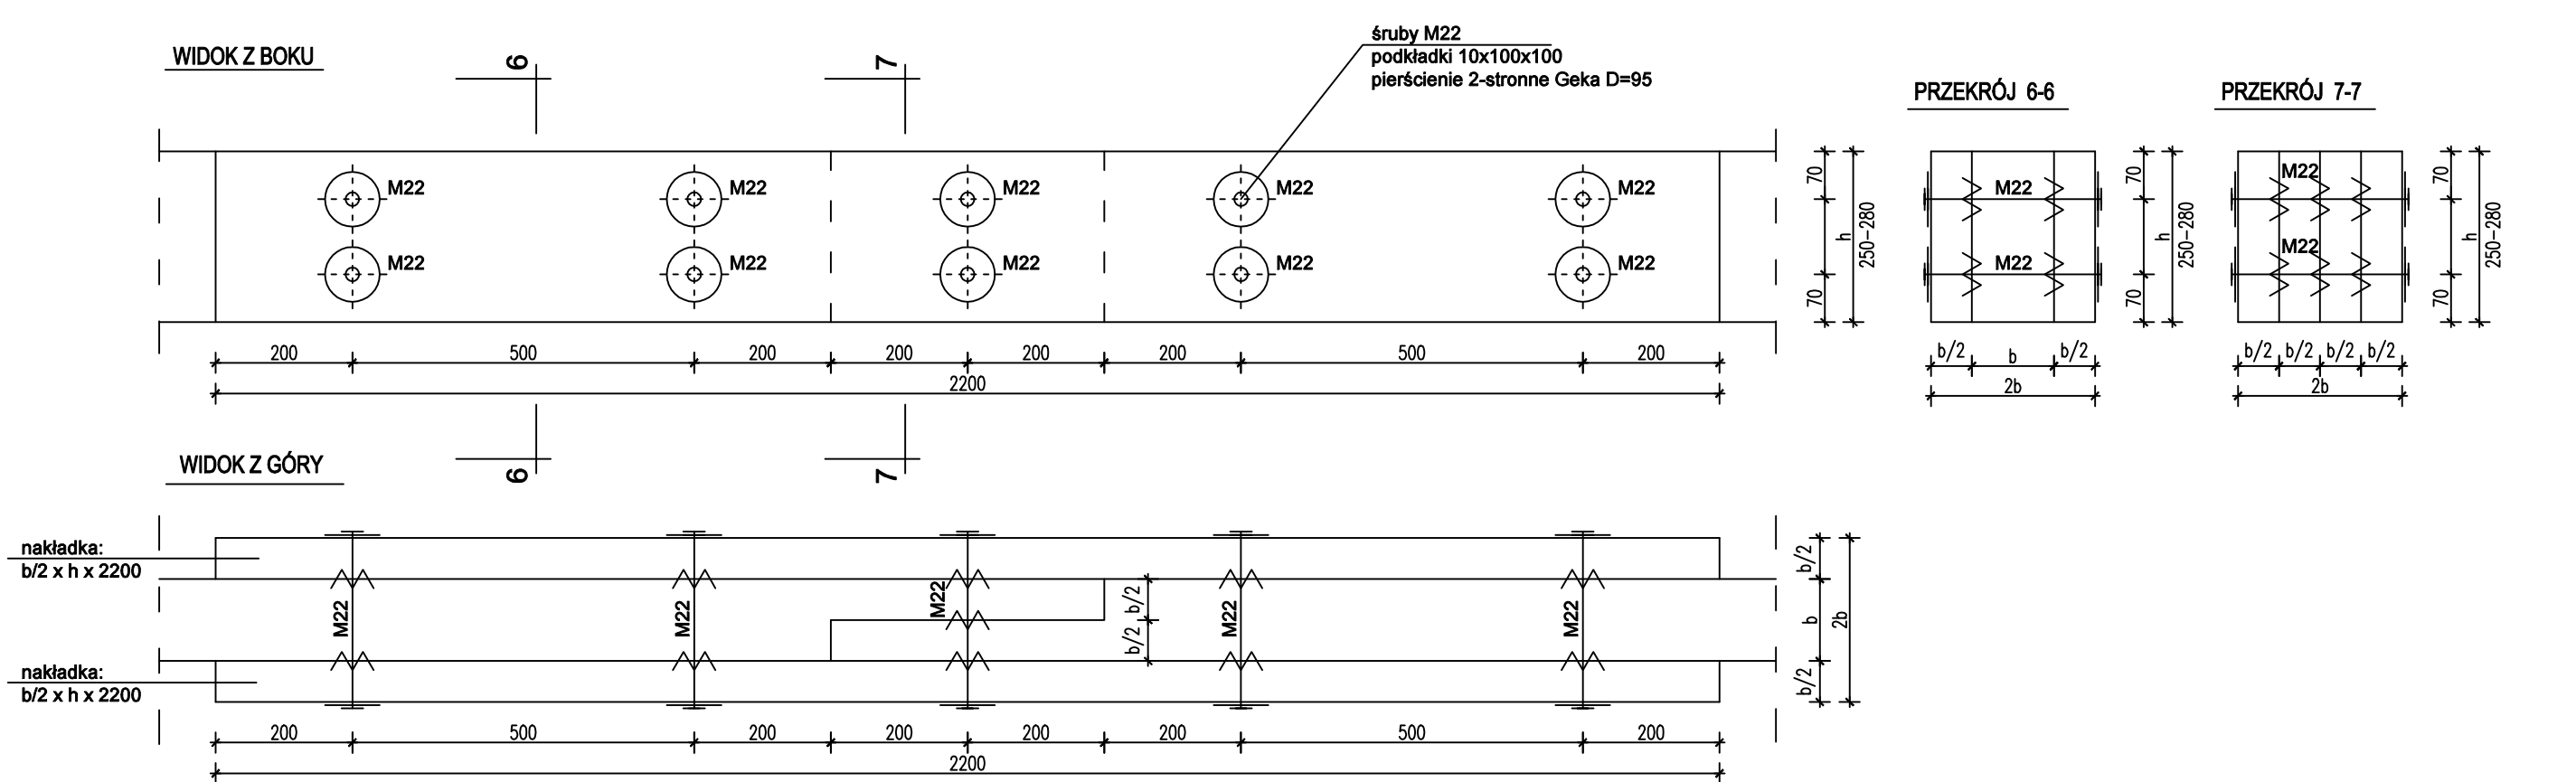 WIDOK Z BOKU
6
7
śruby M22
podkładki 10x100x100
pierścienie 2-stronne Geka D=95
PRZEKRÓJ 6-6
PRZEKRÓJ 7-7
M22 M22 M22 M22 M22
M22 M22 M22 M22 M22
70
70
h
250-280
M22
M22
70
70
h
250-280
M22
M22
70
70
h
250-280
200 500 200 200 200 200 500 200
2200
b/2 b b/2
2b
b/2 b/2 b/2 b/2
2b
6
7
WIDOK Z GÓRY
nakładka:
b/2 x h x 2200
nakładka:
b/2 x h x 2200
M22 M22 M22 M22 M22
b/2
b/2
b/2
b
b/2
2b
200 500 200 200 200 200 500 200
2200